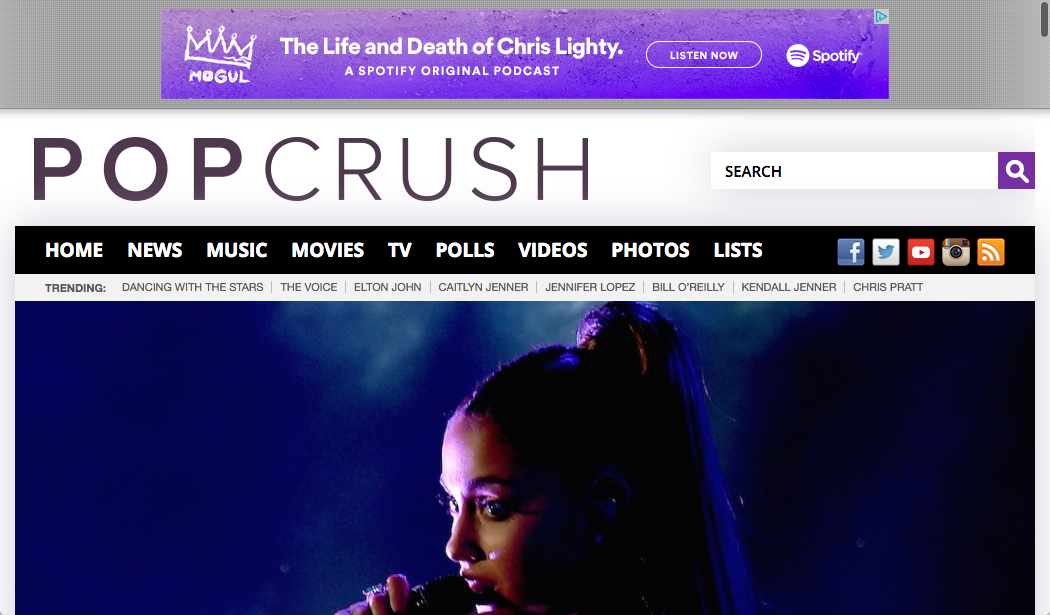 The Life and Death of Chris Lighty.
A SPOTIFY ORIGINAL PODCAST
MOGUL
LISTEN NOW
Spotify
POPCRUSH
SEARCH
HOME NEWS MUSIC MOVIES TV POLLS VIDEOS PHOTOS LISTS
TRENDING: DANCING WITH THE STARS THE VOICE ELTON JOHN CAITLYN JENNER JENNIFER LOPEZ BILL O'REILLY KENDALL JENNER CHRIS PRATT